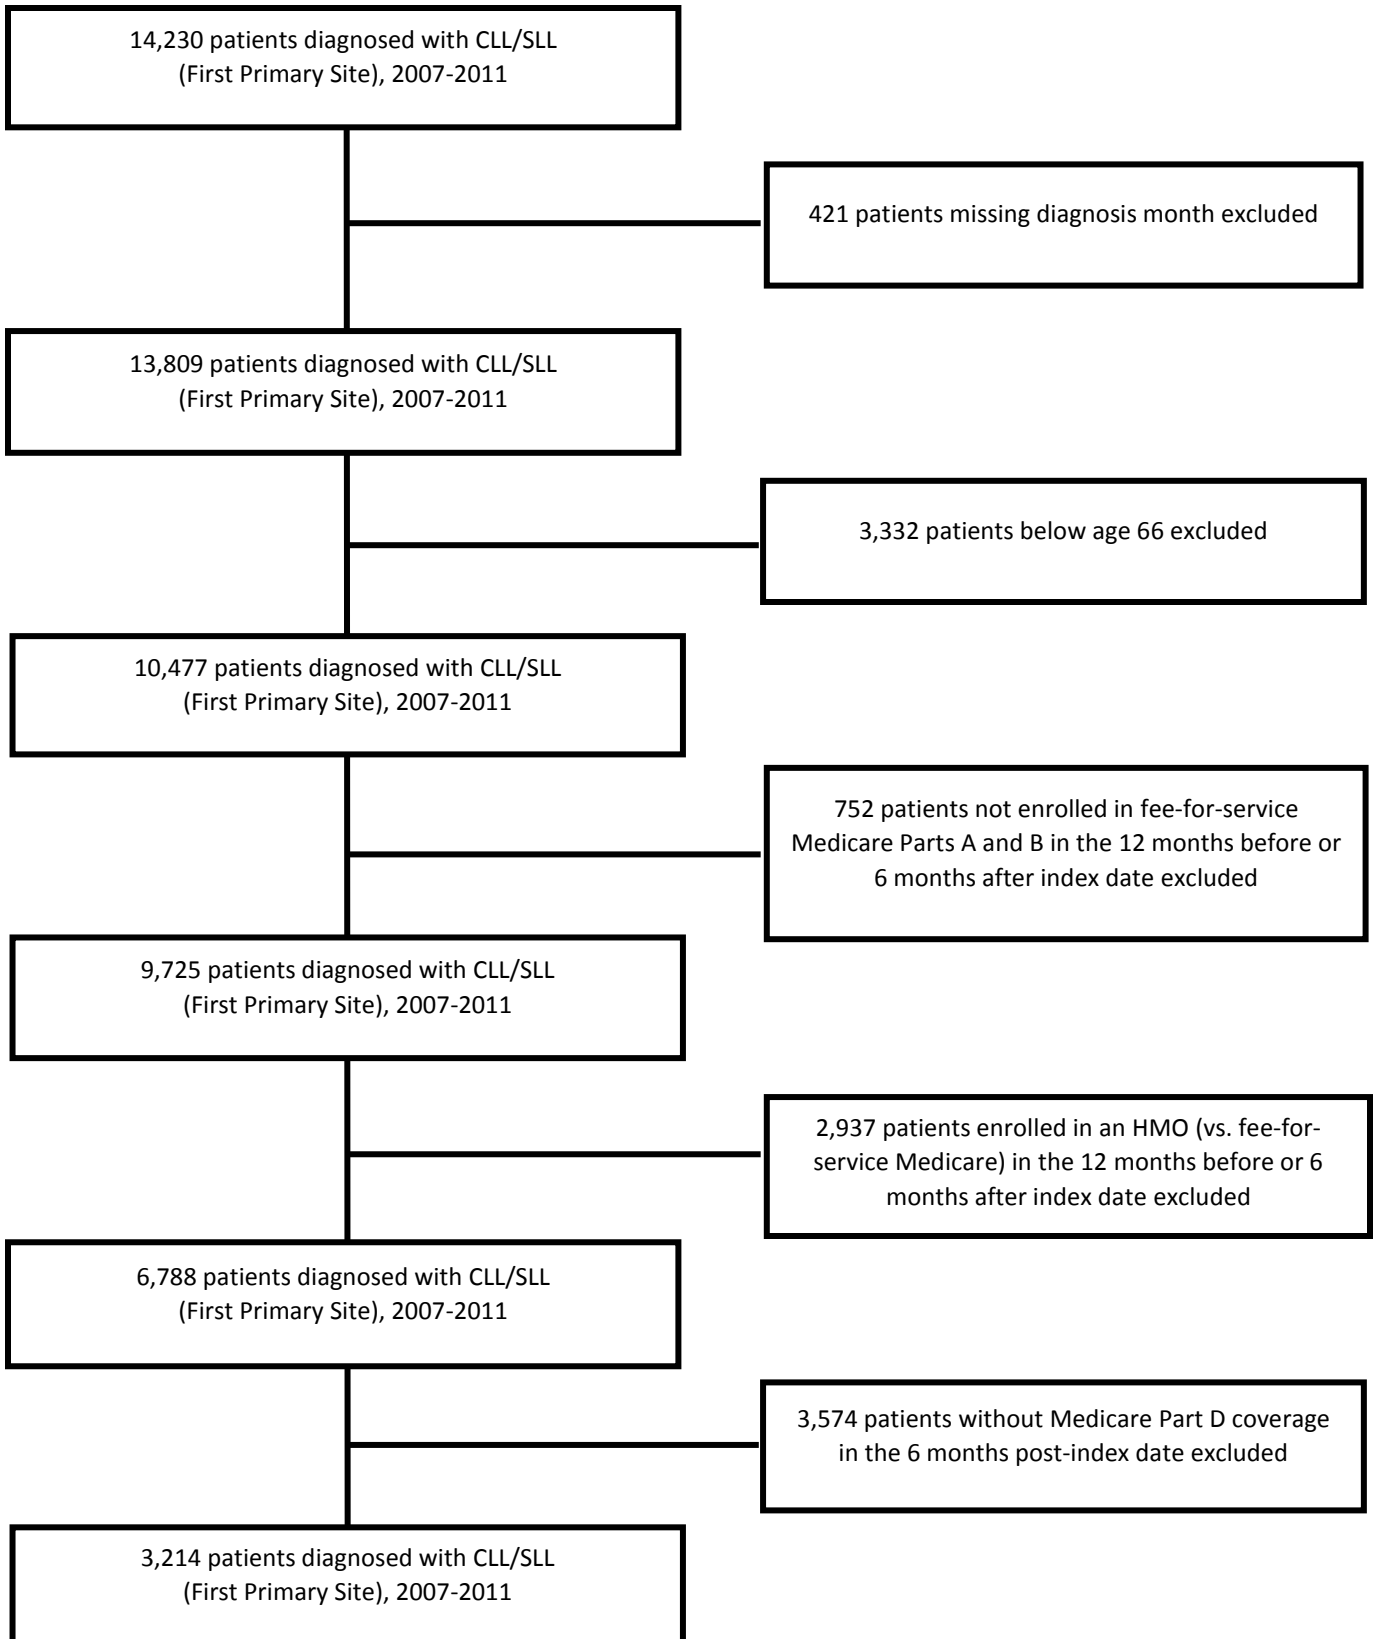 14,230 patients diagnosed with CLL/SLL
(First Primary Site), 2007-2011
421 patients missing diagnosis month excluded
13,809 patients diagnosed with CLL/SLL
(First Primary Site), 2007-2011
3,332 patients below age 66 excluded
10,477 patients diagnosed with CLL/SLL
(First Primary Site), 2007-2011
752 patients not enrolled in fee-for-service
Medicare Parts A and B in the 12 months before or
6 months after index date excluded
9,725 patients diagnosed with CLL/SLL
(First Primary Site), 2007-2011
2,937 patients enrolled in an HMO (vs. fee-for-
service Medicare) in the 12 months before or 6
months after index date excluded
6,788 patients diagnosed with CLL/SLL
(First Primary Site), 2007-2011
3,574 patients without Medicare Part D coverage
in the 6 months post-index date excluded
3,214 patients diagnosed with CLL/SLL
(First Primary Site), 2007-2011